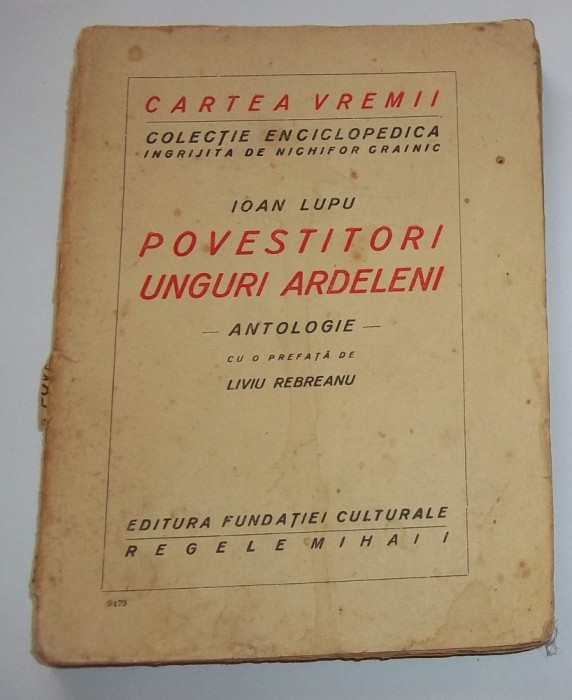 CARTEA VREMII
COLECȚIE ENCICLOPEDICA
INGRIJITA DE NICHIFOR CRAINIC
IOAN LUPU
POVESTITORI
UNGURI ARDELENI
— ANTOLOGIE —
CU O PREFAȚĂ DE
LIVIU REBREANU
EDITURA FUNDAȚIEI CULTURALE
REGELE MIHAI I